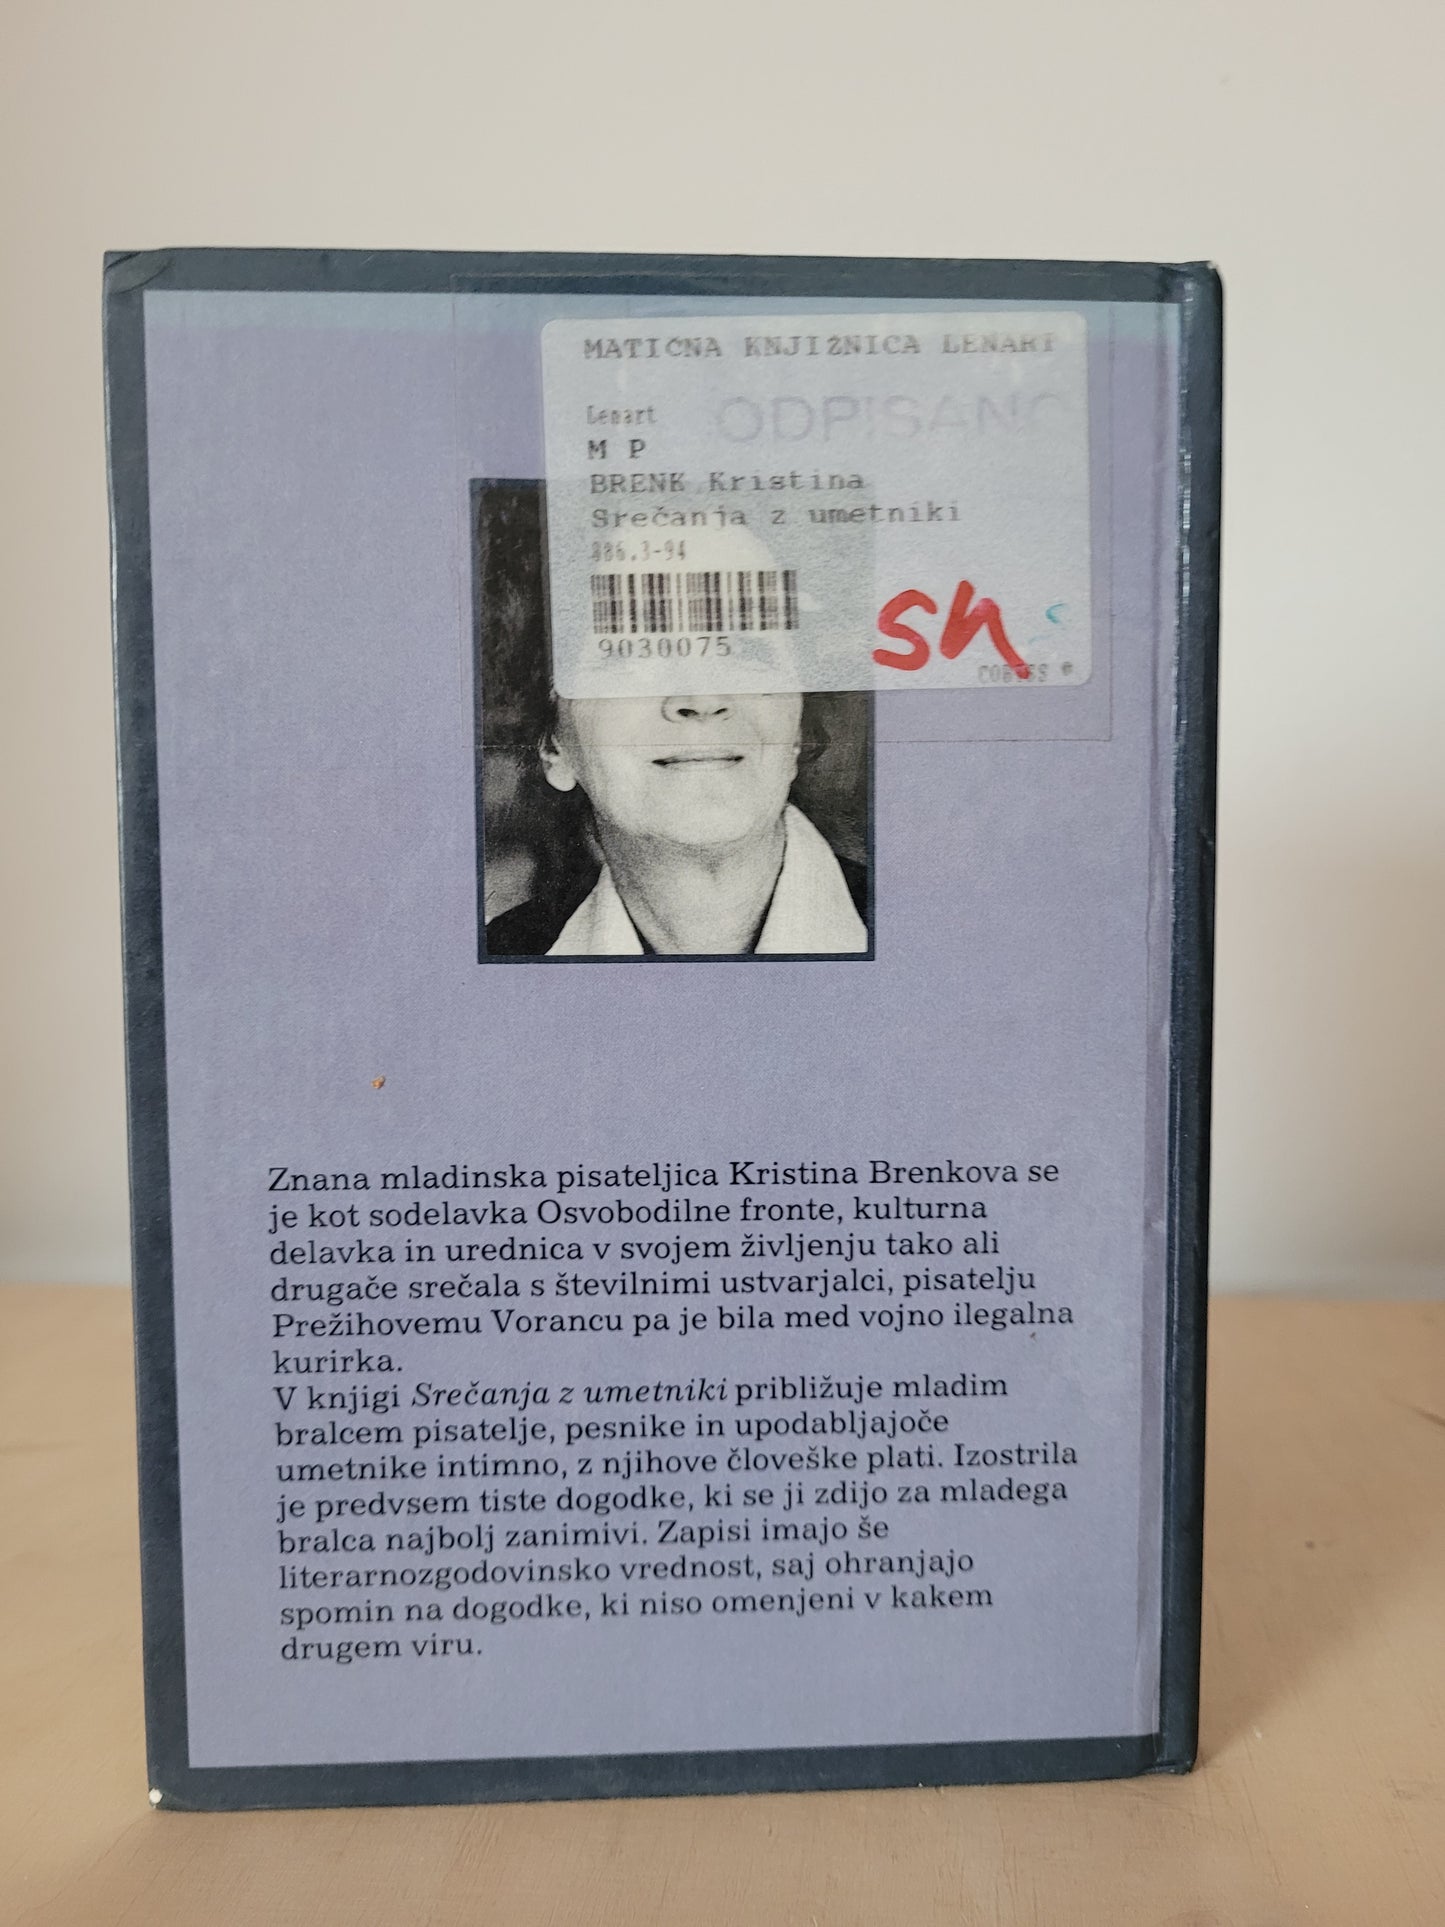 MATIČNA KNJIŽNICA LENART
Lenart
ODPISANO
M P
BRENK Kristina
Srečanja z umetniki
886.3-94
9030075
sn
COBISS ®
Znana mladinska pisateljica Kristina Brenkova se
je kot sodelavka Osvobodilne fronte, kulturna
delavka in urednica v svojem življenju tako ali
drugače srečala s številnimi ustvarjalci, pisatelju
Prežihovemu Vorancu pa je bila med vojno ilegalna
kurirka.
V knjigi Srečanja z umetniki približuje mladim
bralcem pisatelje, pesnike in upodabljajoče
umetnike intimno, z njihove človeške plati. Izostrila
je predvsem tiste dogodke, ki se ji zdijo za mladega
bralca najbolj zanimivi. Zapisi imajo še
literarnozgodovinsko vrednost, saj ohranjajo
spomin na dogodke, ki niso omenjeni v kakem
drugem viru.